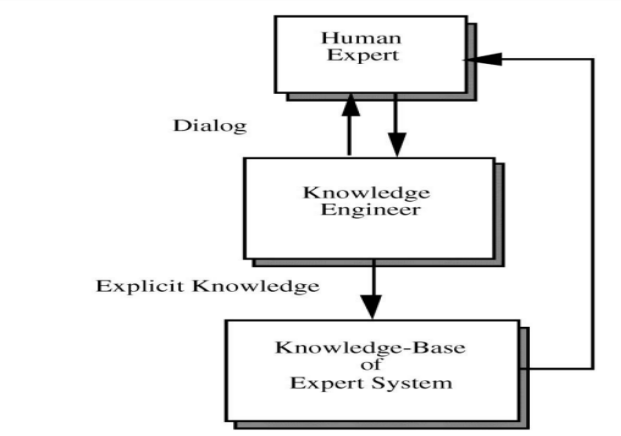 Human
Expert
Dialog
Knowledge
Engineer
Explicit Knowledge
Knowledge-Base
of
Expert System